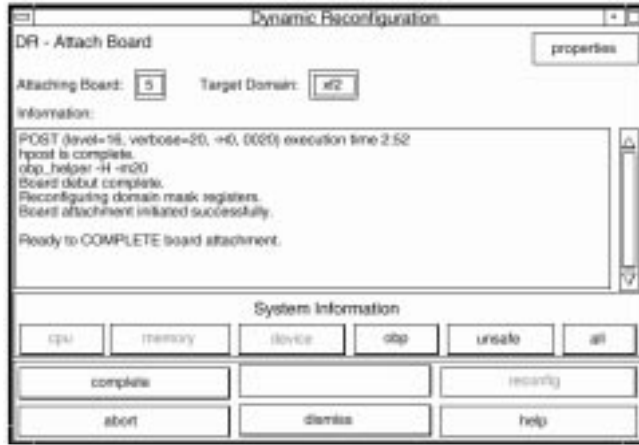 Dynamic Reconfiguration
DR - Attach Board
properties
Attaching Board: 5 Target Domain: xf2
Information:
POST (level=16, verbose=20, -H0, 0020) execution time 2:52
hpost is complete.
obp_helper -H -m20
Board debut complete.
Reconfiguring domain mask registers.
Board attachment initiated successfully.
Ready to COMPLETE board attachment.
System Information
cpu memory device obp unsafe all
complete reconfig
abort dismiss help